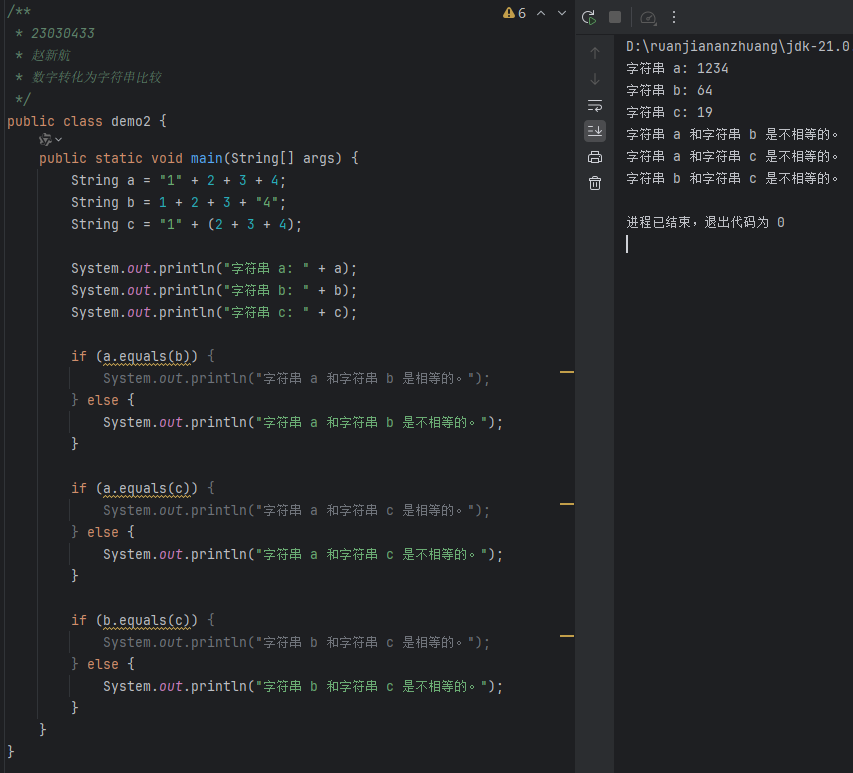 /**
 * 23030433
 * 赵新航
 * 数字转化为字符串比较
 */
public class demo2 {
    public static void main(String[] args) {
        String a = "1" + 2 + 3 + 4;
        String b = 1 + 2 + 3 + "4";
        String c = "1" + (2 + 3 + 4);
        System.out.println("字符串 a: " + a);
        System.out.println("字符串 b: " + b);
        System.out.println("字符串 c: " + c);
        if (a.equals(b)) {
            System.out.println("字符串 a 和字符串 b 是相等的。");
        } else {
            System.out.println("字符串 a 和字符串 b 是不相等的。");
        }
        if (a.equals(c)) {
            System.out.println("字符串 a 和字符串 c 是相等的。");
        } else {
            System.out.println("字符串 a 和字符串 c 是不相等的。");
        }
        if (b.equals(c)) {
            System.out.println("字符串 b 和字符串 c 是相等的。");
        } else {
            System.out.println("字符串 b 和字符串 c 是不相等的。");
        }
    }
}
6
D:\ruanjiananzhuang\jdk-21.0
字符串 a: 1234
字符串 b: 64
字符串 c: 19
字符串 a 和字符串 b 是不相等的。
字符串 a 和字符串 c 是不相等的。
字符串 b 和字符串 c 是不相等的。
进程已结束，退出代码为 0